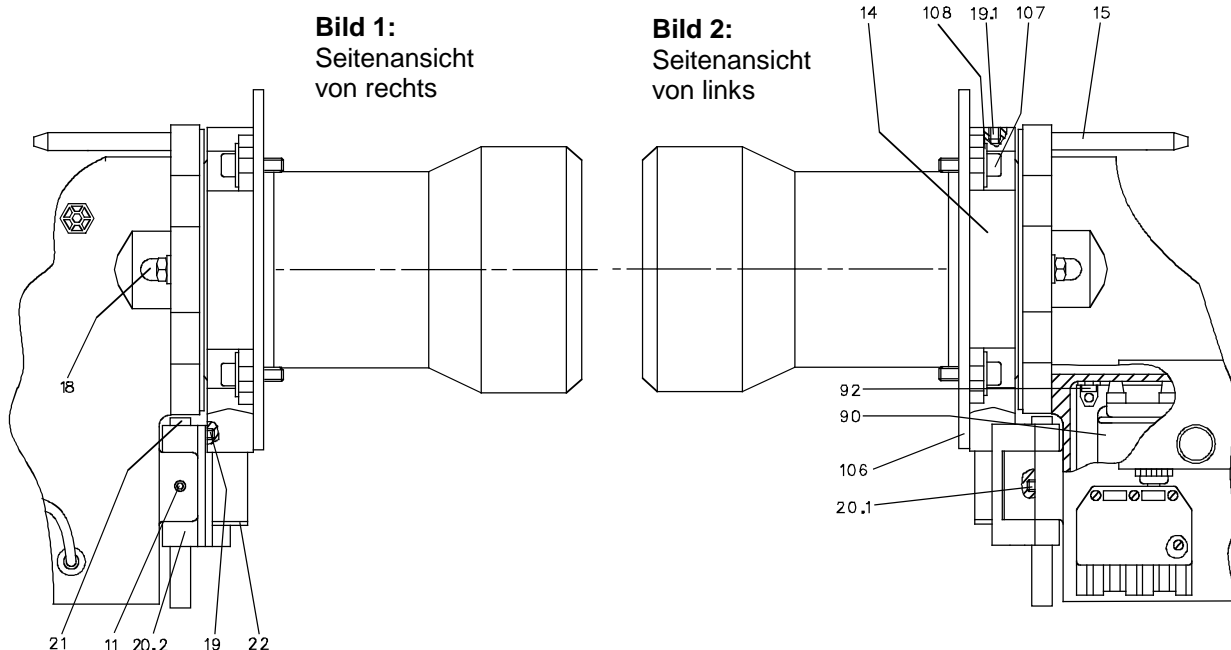 Bild 1:
Seitenansicht
von rechts
Bild 2:
Seitenansicht
von links
14
108
19.1
107
15
18
92
90
106
20.1
21
11
20.2
19
22